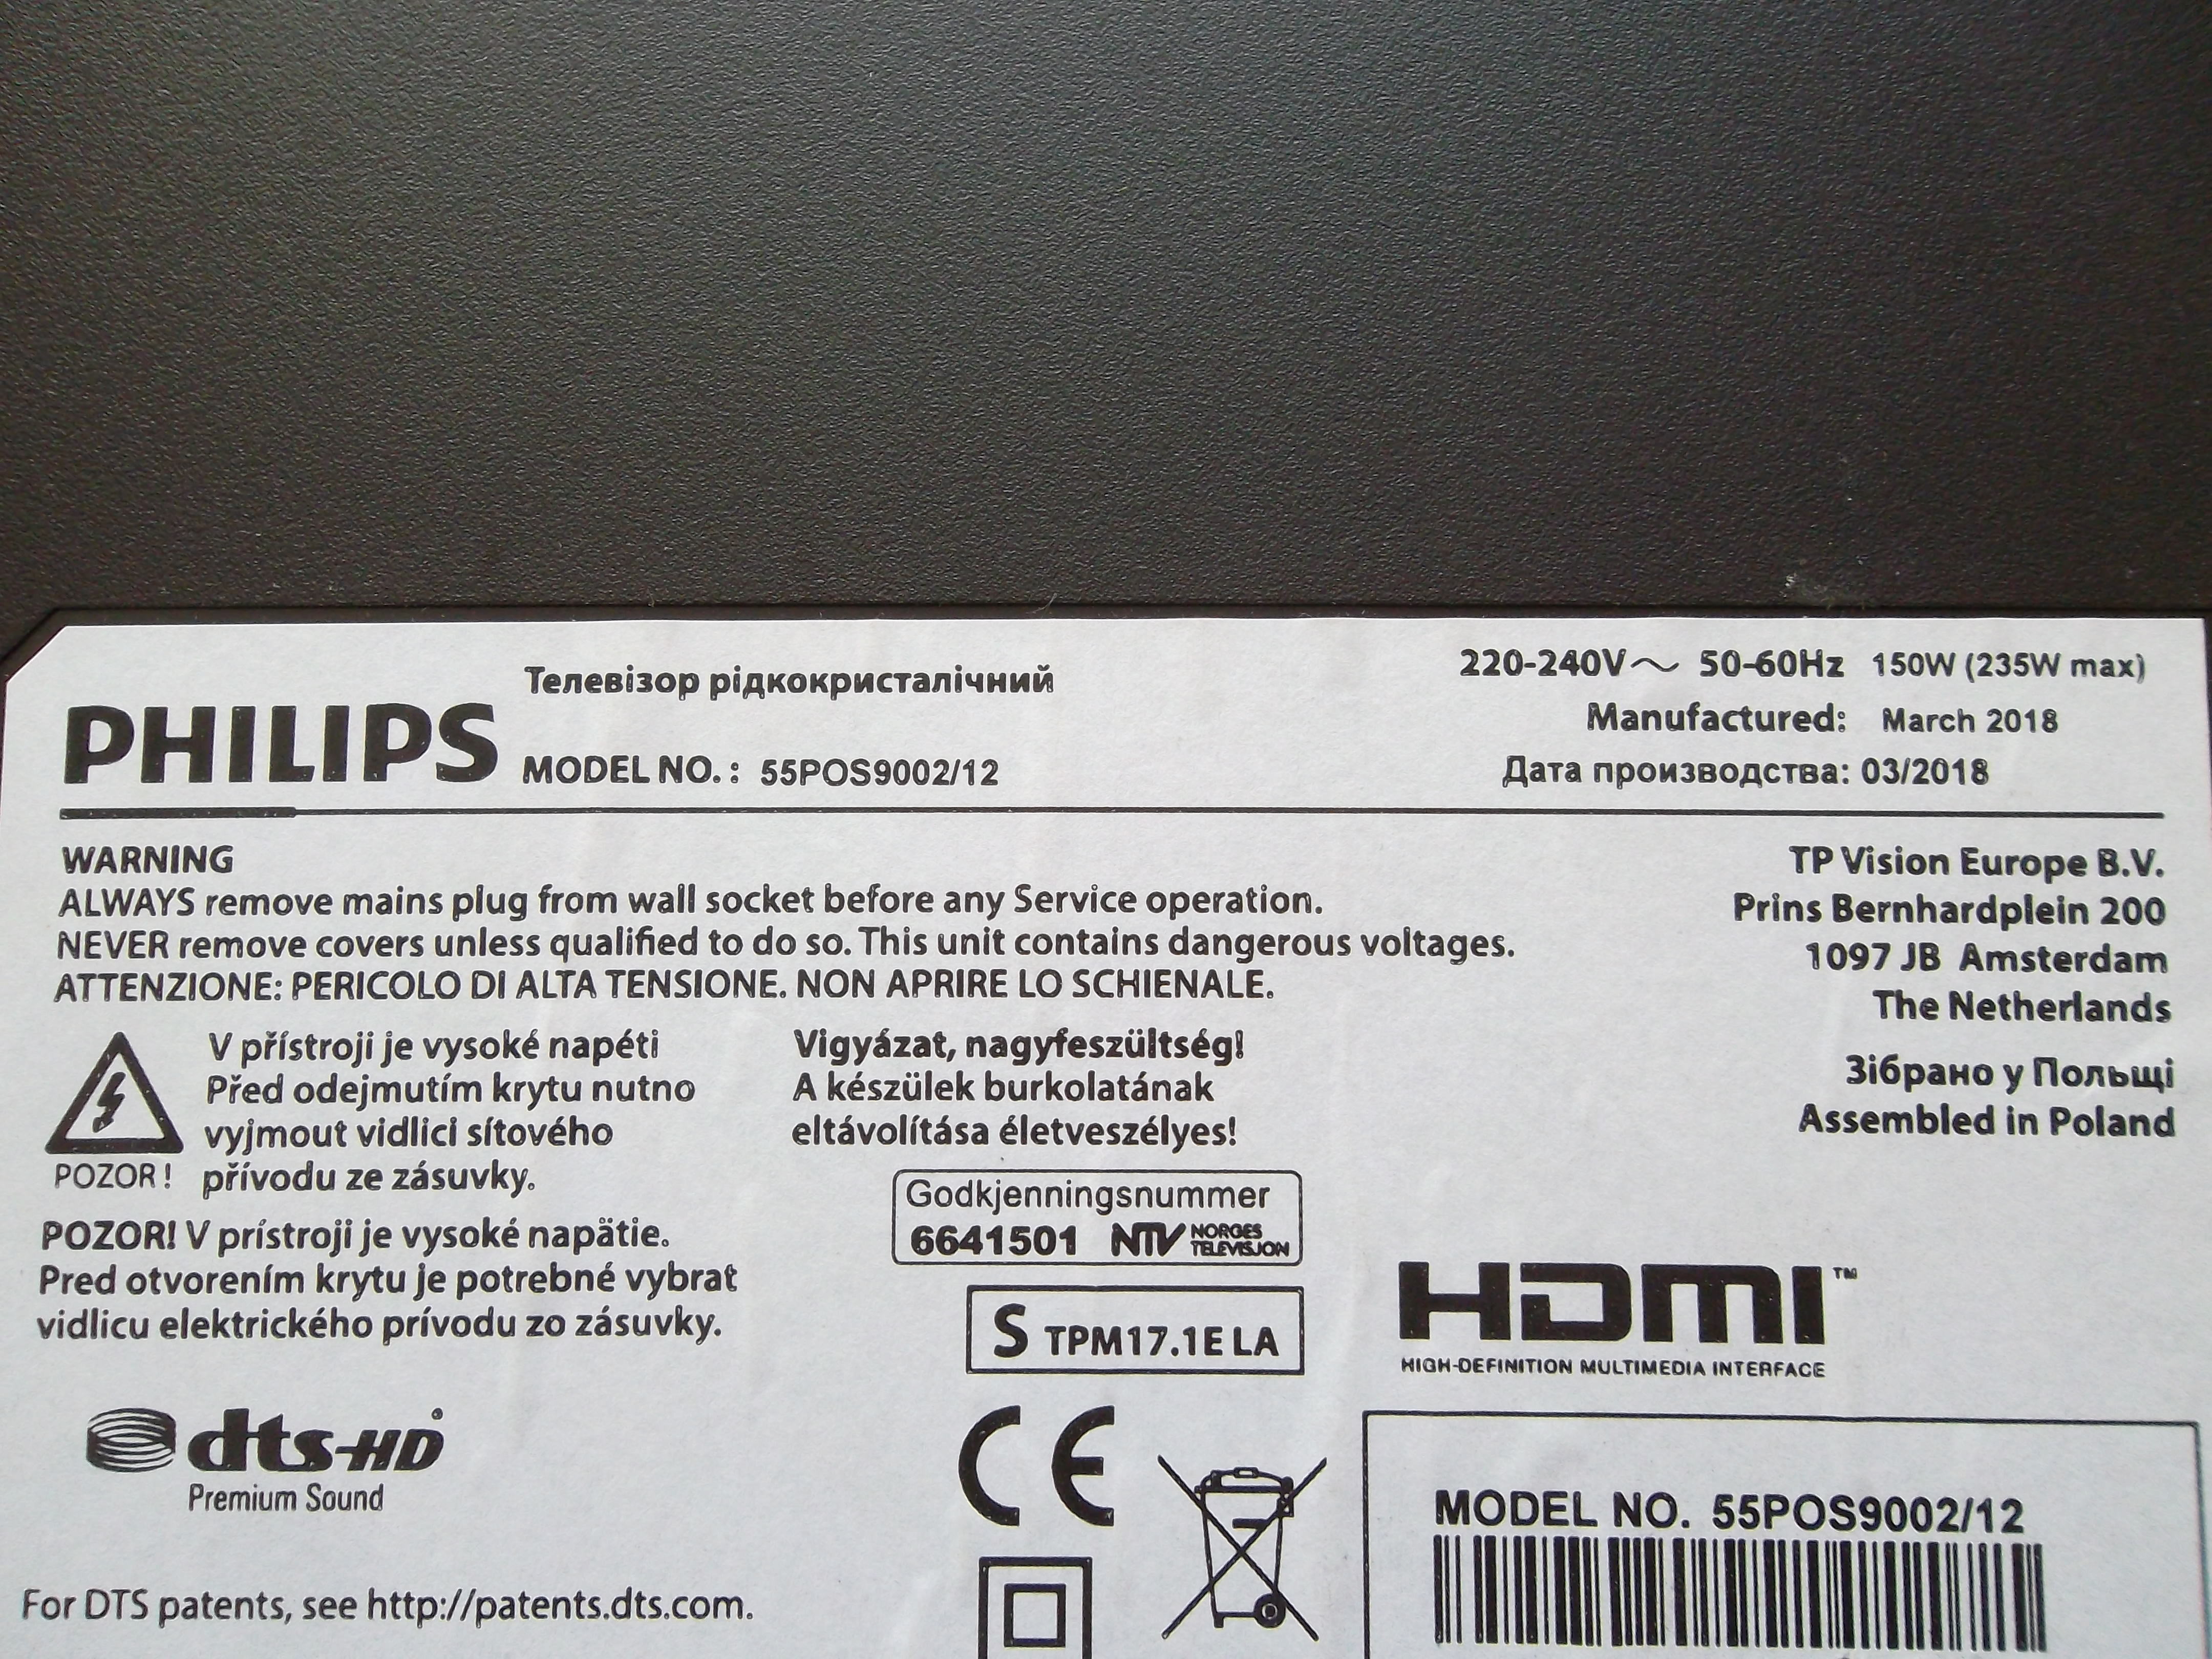 Телевізор рідкокристалічний
PHILIPS
MODEL NO. : 55POS9002/12
220-240V～ 50-60Hz 150W (235W max)
Manufactured: March 2018
Дата производства: 03/2018
WARNING
ALWAYS remove mains plug from wall socket before any Service operation.
NEVER remove covers unless qualified to do so. This unit contains dangerous voltages.
ATTENZIONE: PERICOLO DI ALTA TENSIONE. NON APRIRE LO SCHIENALE.
TP Vision Europe B.V.
Prins Bernhardplein 200
1097 JB Amsterdam
The Netherlands
Зібрано у Польщі
Assembled in Poland
V přístroji je vysoké napéti
Před odejmutím krytu nutno
vyjmout vidlici sítového
přívodu ze zásuvky.
POZOR !
Vigyázat, nagyfeszültség!
A készülek burkolatának
eltávolítása életveszélyes!
POZOR! V prístroji je vysoké napätie.
Pred otvorením krytu je potrebné vybrat
vidlicu elektrického prívodu zo zásuvky.
Godkjenningsnummer
6641501 NTV NORGES
TELEVISJON
S TPM17.1E LA
HDMI™
HIGH-DEFINITION MULTIMEDIA INTERFACE
dts-HD
Premium Sound
CE
For DTS patents, see http://patents.dts.com.
MODEL NO. 55POS9002/12